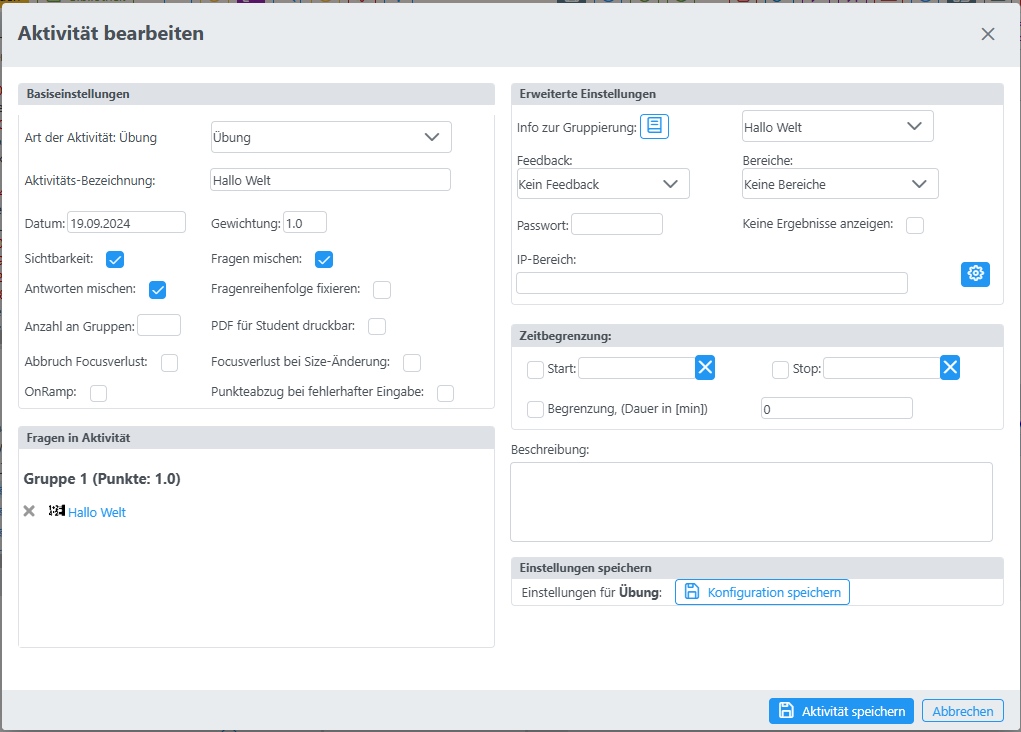 Aktivität bearbeiten
Basiseinstellungen
Art der Aktivität: Übung
Übung
Aktivitäts-Bezeichnung:
Hallo Welt
Datum:
19.09.2024
Gewichtung:
1.0
Sichtbarkeit:
Fragen mischen:
Antworten mischen:
Fragenreihenfolge fixieren:
Anzahl an Gruppen:
PDF für Student druckbar:
Abbruch Focusverlust:
Focusverlust bei Size-Änderung:
OnRamp:
Punkteabzug bei fehlerhafter Eingabe:
Fragen in Aktivität
Gruppe 1 (Punkte: 1.0)
Hallo Welt
Erweiterte Einstellungen
Info zur Gruppierung:
Hallo Welt
Feedback:
Kein Feedback
Bereiche:
Keine Bereiche
Passwort:
Keine Ergebnisse anzeigen:
IP-Bereich:
Zeitbegrenzung:
Start:
Stop:
Begrenzung, (Dauer in [min])
0
Beschreibung:
Einstellungen speichern
Einstellungen für Übung:
Konfiguration speichern
Aktivität speichern
Abbrechen